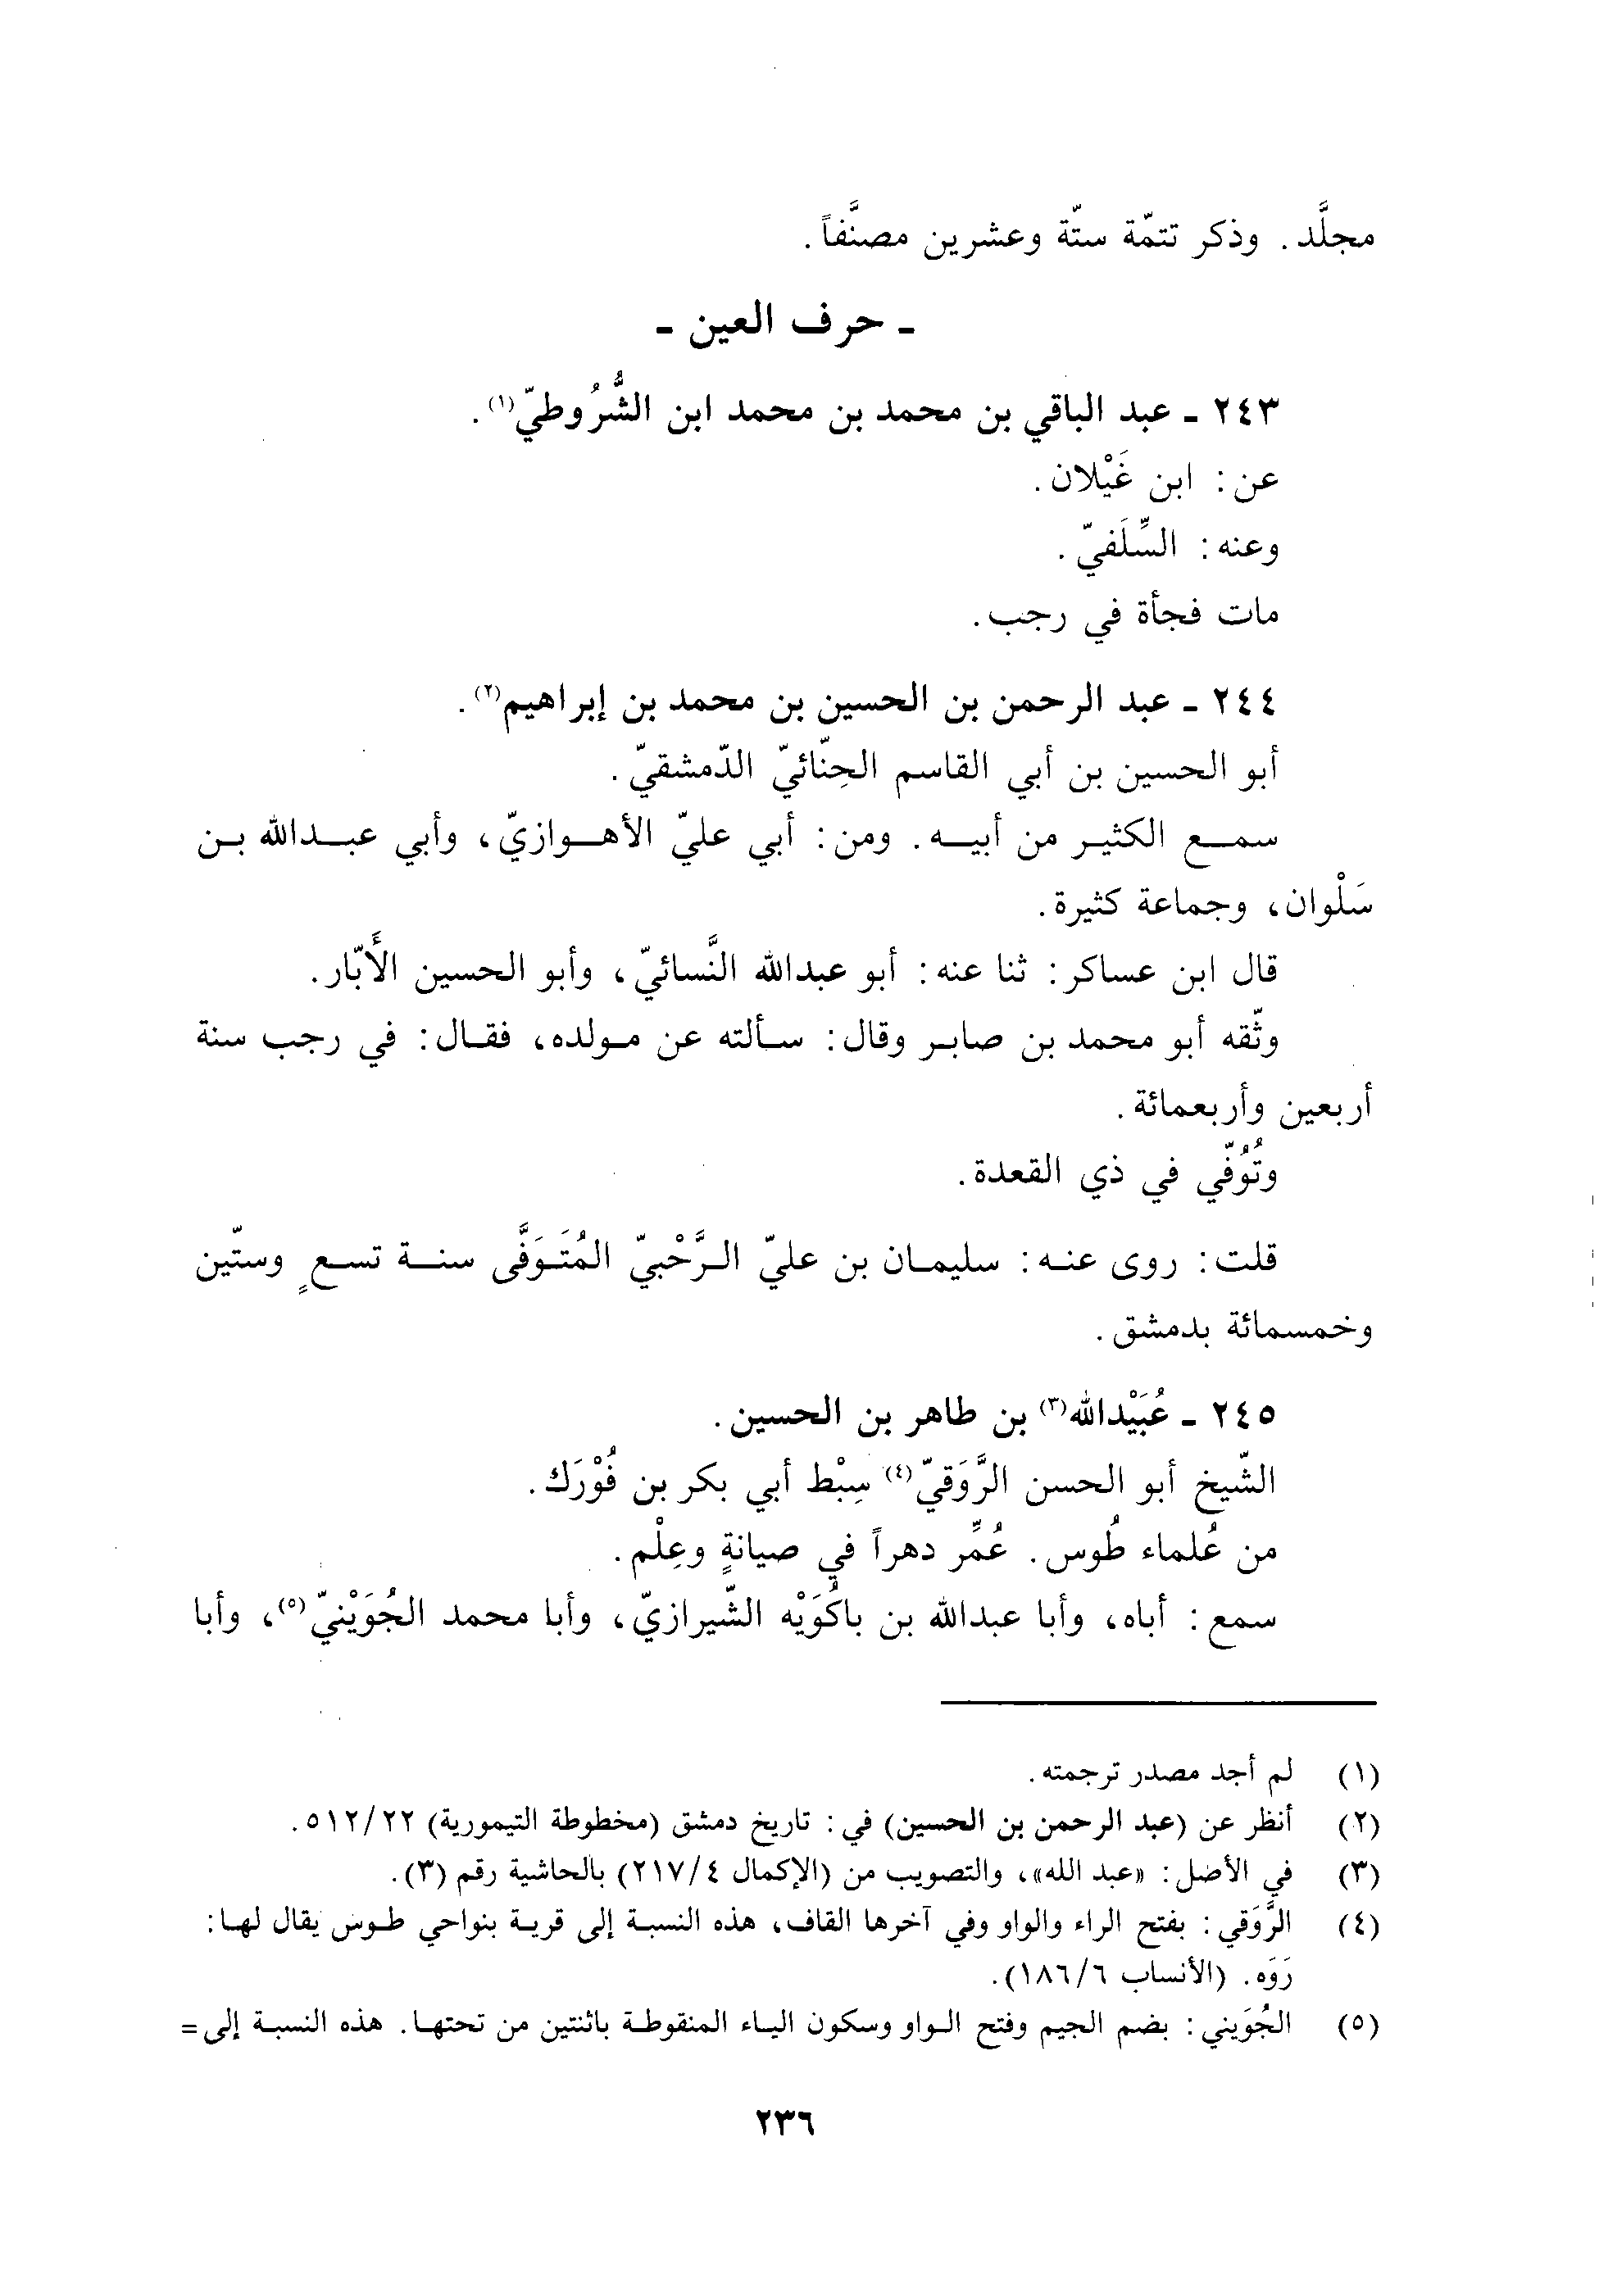 مجلَّد. وذكر تتمّة ستّة وعشرين مصنَّفاً.
ـ حرف العين ـ
٢٤٣ ـ عبد الباقي بن محمد بن محمد ابن الشُّرُوطيّ(١).
عن: ابن غَيْلان.
وعنه: السِّلَفيّ.
مات فجأة في رجب.
٢٤٤ ـ عبد الرحمن بن الحسين بن محمد بن إبراهيم(٢).
أبو الحسين بن أبي القاسم الحِنّائيّ الدّمشقيّ.
سمع الكثير من أبيه. ومن: أبي عليّ الأهوازيّ، وأبي عبدالله بن
سَلْوان، وجماعة كثيرة.
قال ابن عساكر: ثنا عنه: أبو عبدالله النَّسائيّ، وأبو الحسين الأَبّار.
وثّقه أبو محمد بن صابر وقال: سألته عن مولده، فقال: في رجب سنة
أربعين وأربعمائة.
وتُوُفّي في ذي القعدة.
قلت: روى عنه: سليمان بن عليّ الرَّحْبيّ المُتَوَفَّى سنة تسعٍ وستّين
وخمسمائة بدمشق.
٢٤٥ ـ عُبَيْدالله(٣) بن طاهر بن الحسين.
الشّيخ أبو الحسن الرَّوَقيّ(٤) سِبْط أبي بكر بن فُوْرَك.
من عُلماء طُوس. عُمِّر دهراً في صيانةٍ وعِلْم.
سمع: أباه، وأبا عبدالله بن باكُوَيْه الشّيرازيّ، وأبا محمد الجُوَيْنيّ(٥)، وأبا
(١) لم أجد مصدر ترجمته.
(٢) أنظر عن (عبد الرحمن بن الحسين) في: تاريخ دمشق (مخطوطة التيمورية) ٥١٢/٢٢.
(٣) في الأصل: «عبد الله»، والتصويب من (الإكمال ٢١٧/٤) بالحاشية رقم (٣).
(٤) الرَّوَقي: بفتح الراء والواو وفي آخرها القاف، هذه النسبة إلى قرية بنواحي طوس يقال لها:
رَوَه. (الأنساب ١٨٦/٦).
(٥) الجُوَيني: بضم الجيم وفتح الواو وسكون الياء المنقوطة باثنتين من تحتها. هذه النسبة إلى =
٢٣٦